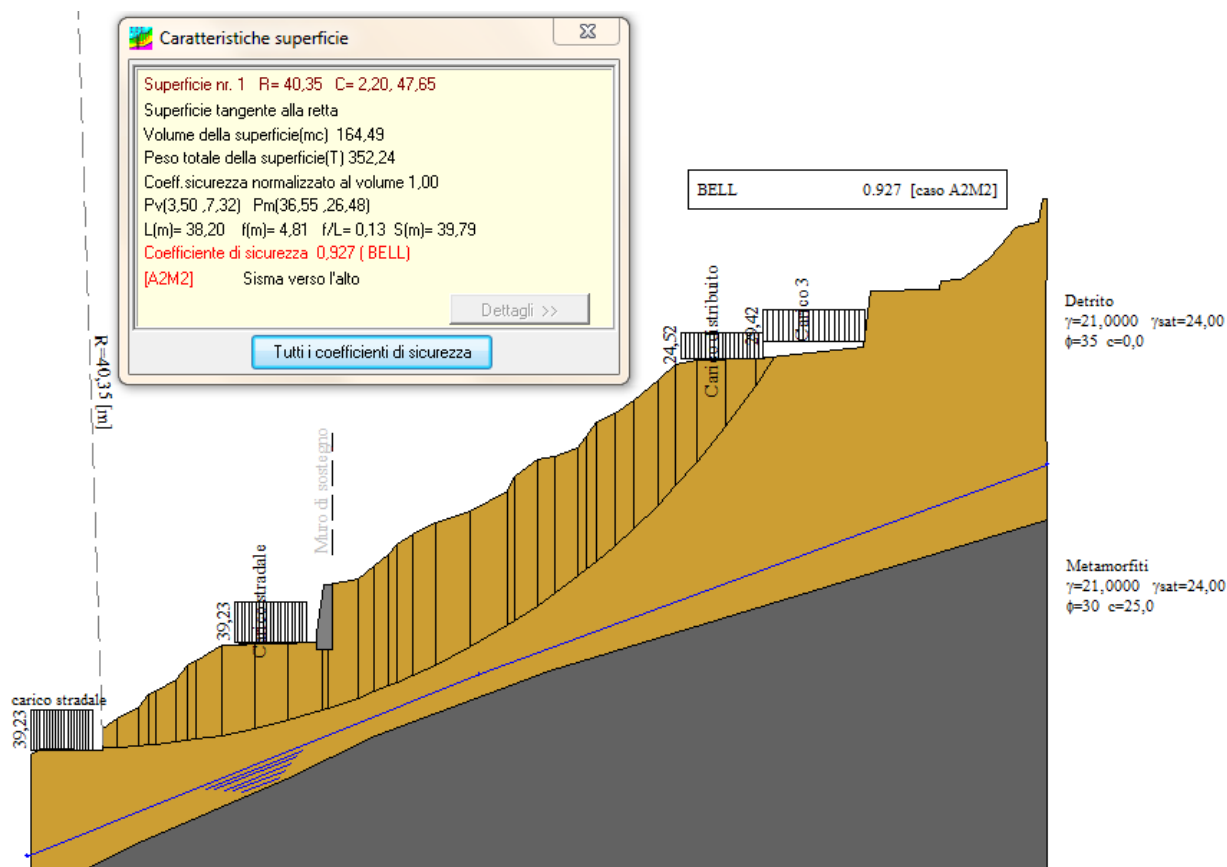 Caratteristiche superficie
Superficie nr. 1 R= 40,35 C= 2,20, 47,65
Superficie tangente alla retta
Volume della superficie(mc) 164,49
Peso totale della superficie(T) 352,24
Coeff.sicurezza normalizzato al volume 1,00
Pv(3,50 ,7,32) Pm(36,55 ,26,48)
L(m)= 38,20 f(m)= 4,81 f/L= 0,13 S(m)= 39,79
Coefficiente di sicurezza 0,927 ( BELL)
[A2M2] Sisma verso l'alto
Dettagli >>
Tutti i coefficienti di sicurezza
BELL 0.927 [caso A2M2]
R=40,35 [m]
Muro di sostegno
24,52
Carico distribuito
29,42
Carico 3
Detrito
γ=21,0000 γsat=24,00
ϕ=35 c=0,0
39,23
Carico stradale
Metamorfiti
γ=21,0000 γsat=24,00
ϕ=30 c=25,0
carico stradale
39,23